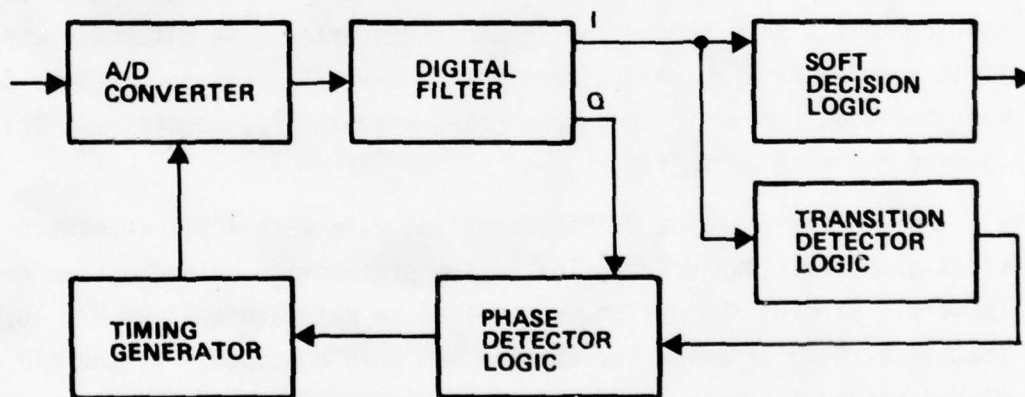 A/D
CONVERTER
DIGITAL
FILTER
I
Q
SOFT
DECISION
LOGIC
TRANSITION
DETECTOR
LOGIC
TIMING
GENERATOR
PHASE
DETECTOR
LOGIC